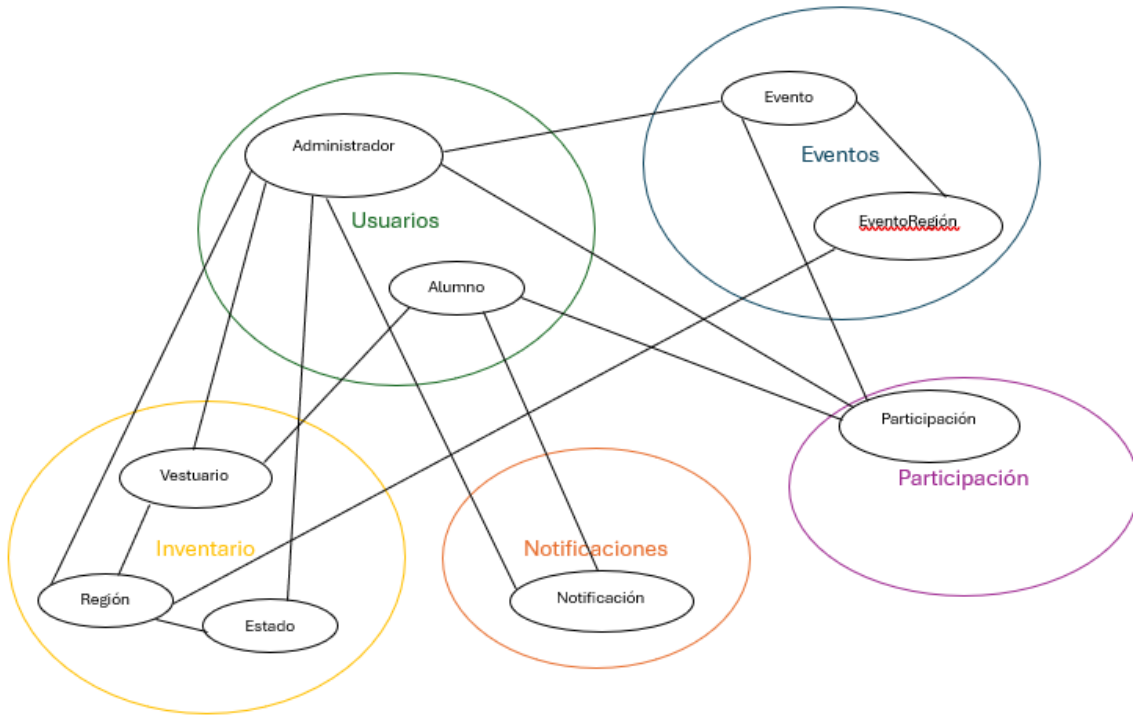 Evento
Administrador
Eventos
Usuarios
EventoRegión
Alumno
Participación
Vestuario
Participación
Inventario
Notificaciones
Región
Notificación
Estado